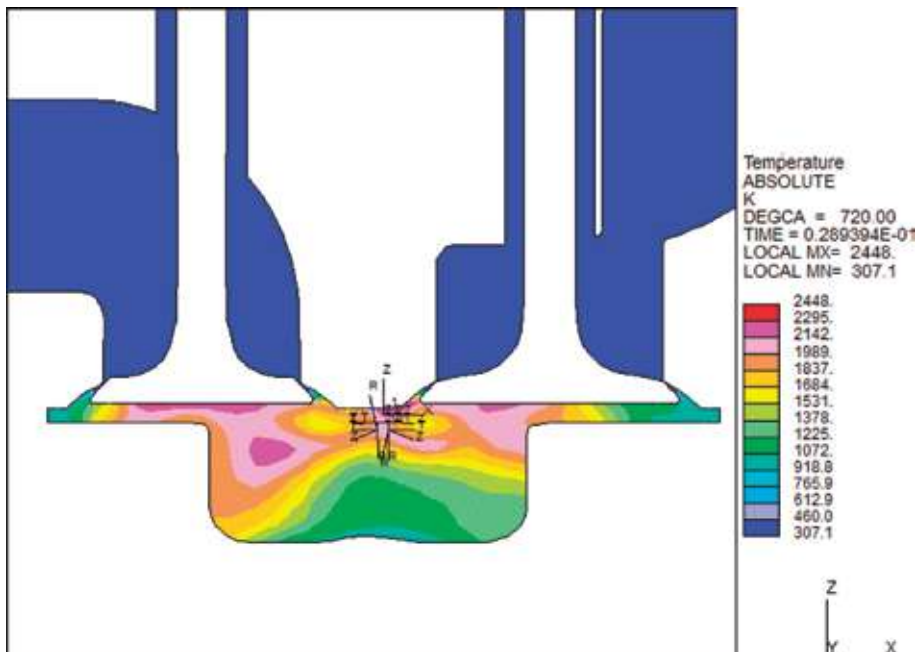 Temperature
ABSOLUTE
K
DEGCA = 720.00
TIME = 0.289394E-01
LOCAL MX= 2448.
LOCAL MN= 307.1
2448.
2295.
2142.
1989.
1837.
1684.
1531.
1378.
1225.
1072.
918.8
765.9
612.9
460.0
307.1
Z
R
R
Z
Y X